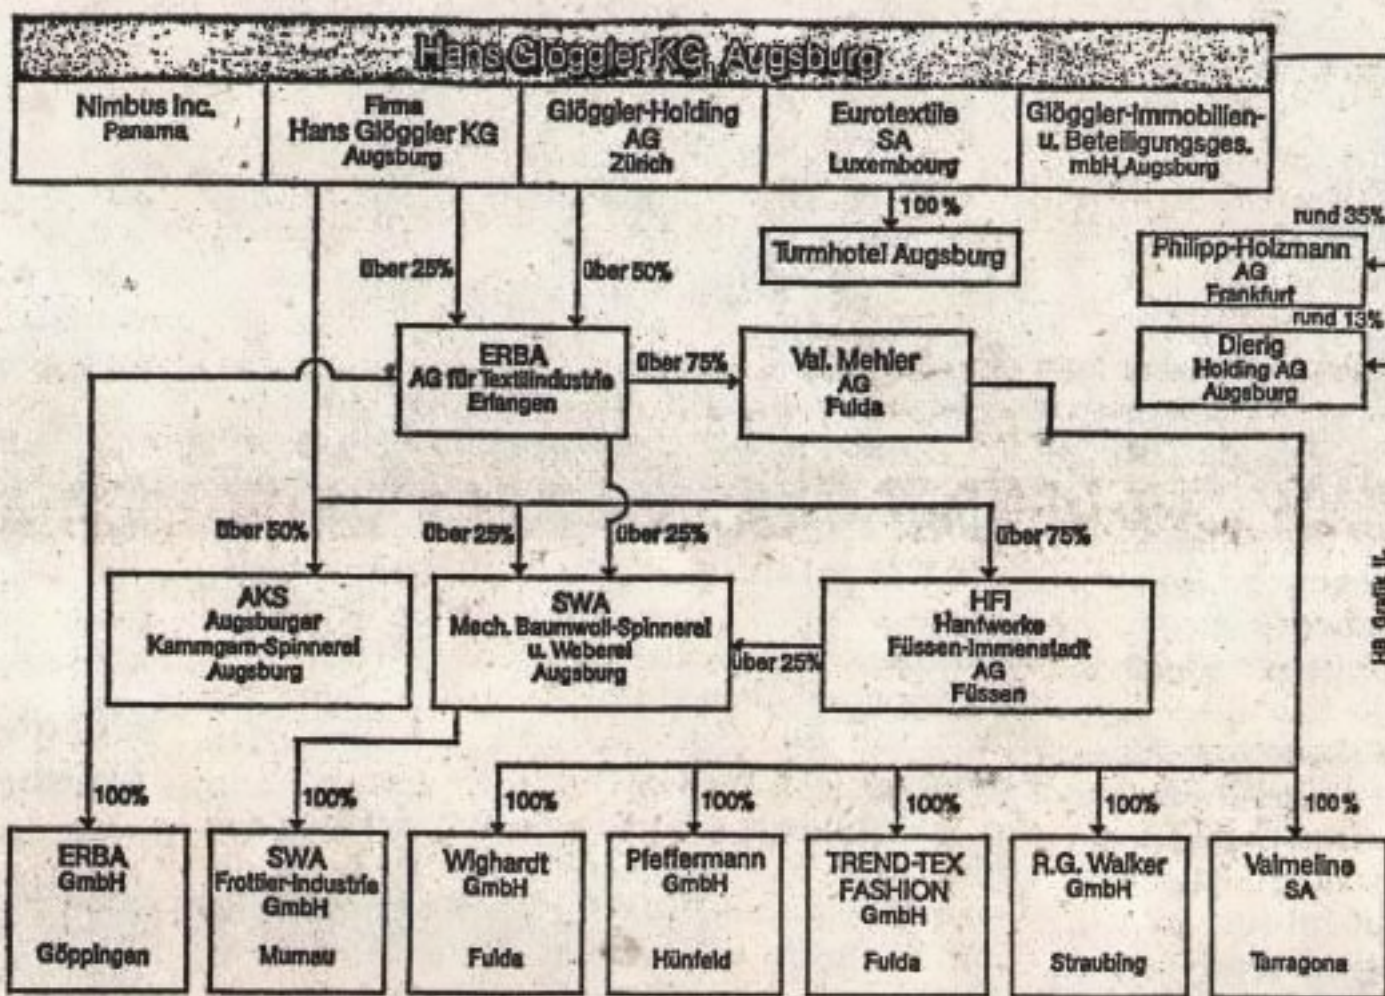 Hans Glöggler KG, Augsburg
Nimbus Inc.
Panama
Firma
Hans Glöggler KG
Augsburg
Glöggler-Holding
AG
Zürich
Eurotextile
SA
Luxembourg
Glöggler-Immobilien-
u. Beteiligungsges.
mbH, Augsburg
100%
rund 35%
Turmhotel Augsburg
Philipp-Holzmann
AG
Frankfurt
über 25%
über 50%
rund 13%
Dierig
Holding AG
Augsburg
ERBA
AG für Textilindustrie
Erlangen
über 75%
Val. Mehler
AG
Fulda
über 50%
über 25%
über 25%
über 75%
AKS
Augsburger
Kammgarn-Spinnerei
Augsburg
SWA
Mech. Baumwoll-Spinnerei
u. Weberei
Augsburg
über 25%
HFI
Hanfwerke
Füssen-Immenstadt
AG
Füssen
HB Grafik
100%
100%
100%
100%
100%
100%
100%
ERBA
GmbH
Göppingen
SWA
Frottier-Industrie
GmbH
Murnau
Wighardt
GmbH
Fulda
Pfeffermann
GmbH
Hünfeld
TREND-TEX
FASHION
GmbH
Fulda
R.G. Walker
GmbH
Straubing
Valmeline
SA
Tarragona